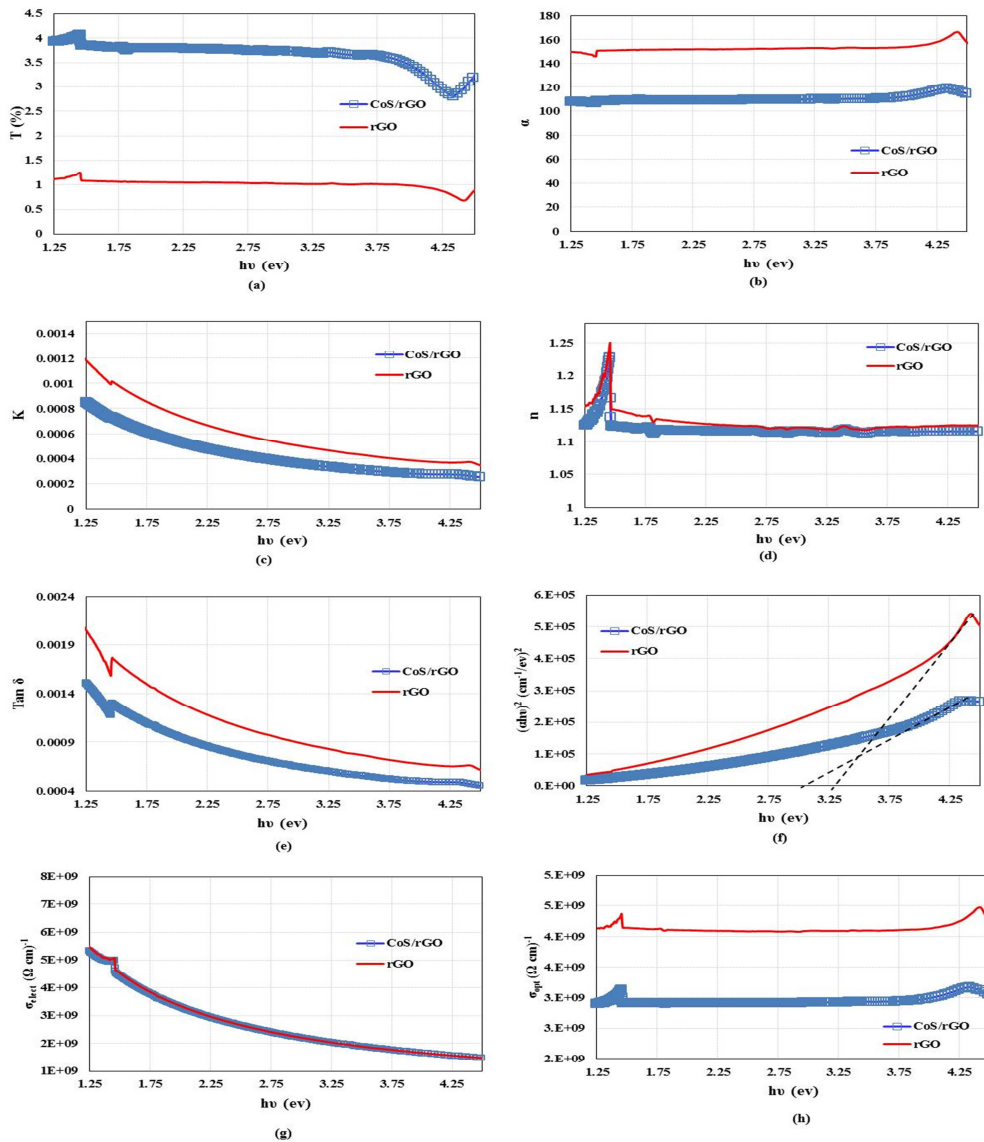 4.5
4
3.5
3
2.5
2
1.5
1
0.5
0
T (%)
CoS/rGO
rGO
1.25 1.75 2.25 2.75 3.25 3.75 4.25
hυ (ev)
(a)
180
160
140
120
100
80
60
40
20
0
α
CoS/rGO
rGO
1.25 1.75 2.25 2.75 3.25 3.75 4.25
hυ (ev)
(b)
0.0014
0.0012
0.001
0.0008
0.0006
0.0004
0.0002
0
K
CoS/rGO
rGO
1.25 1.75 2.25 2.75 3.25 3.75 4.25
hυ (ev)
(c)
1.25
1.2
1.15
1.1
1.05
1
n
CoS/rGO
rGO
1.25 1.75 2.25 2.75 3.25 3.75 4.25
hυ (ev)
(d)
0.0024
0.0019
0.0014
0.0009
0.0004
Tan δ
CoS/rGO
rGO
1.25 1.75 2.25 2.75 3.25 3.75 4.25
hυ (ev)
(e)
6.E+05
5.E+05
4.E+05
3.E+05
2.E+05
1.E+05
0.E+00
(αhυ)² (cm⁻¹/ev)²
CoS/rGO
rGO
1.25 1.75 2.25 2.75 3.25 3.75 4.25
hυ (ev)
(f)
8E+09
7E+09
6E+09
5E+09
4E+09
3E+09
2E+09
1E+09
σelect (Ω cm)⁻¹
CoS/rGO
rGO
1.25 1.75 2.25 2.75 3.25 3.75 4.25
hυ (ev)
(g)
5.E+09
5.E+09
4.E+09
4.E+09
3.E+09
3.E+09
2.E+09
σopt (Ω cm)⁻¹
CoS/rGO
rGO
1.25 1.75 2.25 2.75 3.25 3.75 4.25
hυ (ev)
(h)